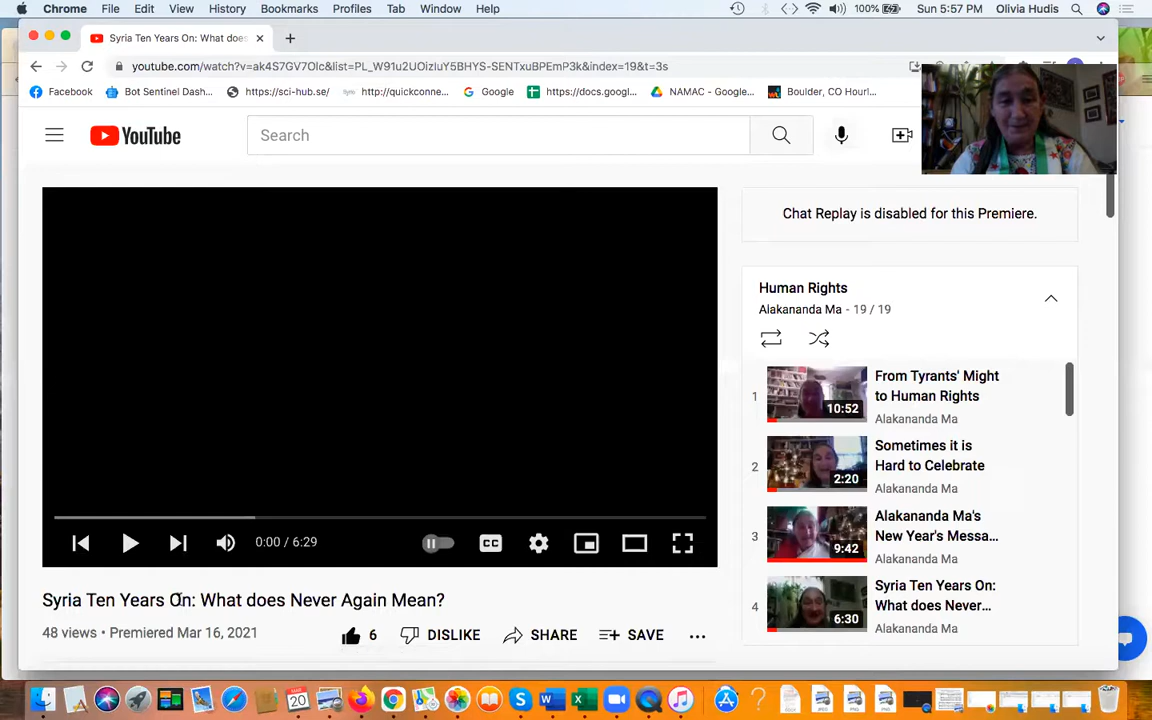 Chrome File Edit View History Bookmarks Profiles Tab Window Help 100% Sun 5:57 PM Olivia Hudis
Syria Ten Years On: What does
youtube.com/watch?v=ak4S7GV7OIc&list=PL_W91u2UOizIuY5BHYS-SENTxuBPEmP3k&index=19&t=3s
Facebook Bot Sentinel Dash... https://sci-hub.se/ http://quickconne... Google https://docs.googl... NAMAC - Google... Boulder, CO Hourl...
YouTube Search
Chat Replay is disabled for this Premiere.
Human Rights
Alakananda Ma - 19 / 19
1
From Tyrants' Might
to Human Rights
10:52
Alakananda Ma
2
Sometimes it is
Hard to Celebrate
2:20
Alakananda Ma
3
Alakananda Ma's
New Year's Messa...
9:42
Alakananda Ma
4
Syria Ten Years On:
What does Never...
6:30
Alakananda Ma
0:00 / 6:29
CC
Syria Ten Years On: What does Never Again Mean?
48 views • Premiered Mar 16, 2021
6 DISLIKE SHARE SAVE
20